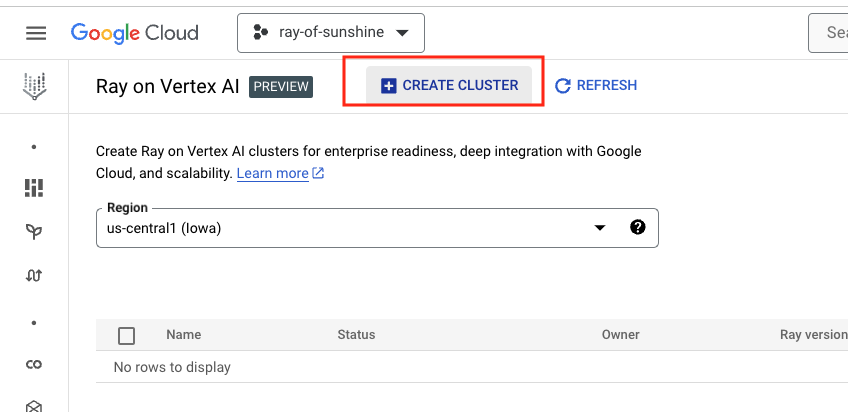 Google Cloud
ray-of-sunshine
Sea
Ray on Vertex AI PREVIEW
CREATE CLUSTER
REFRESH
Create Ray on Vertex AI clusters for enterprise readiness, deep integration with Google
Cloud, and scalability. Learn more
Region
us-central1 (Iowa)
Name Status Owner Ray version
No rows to display